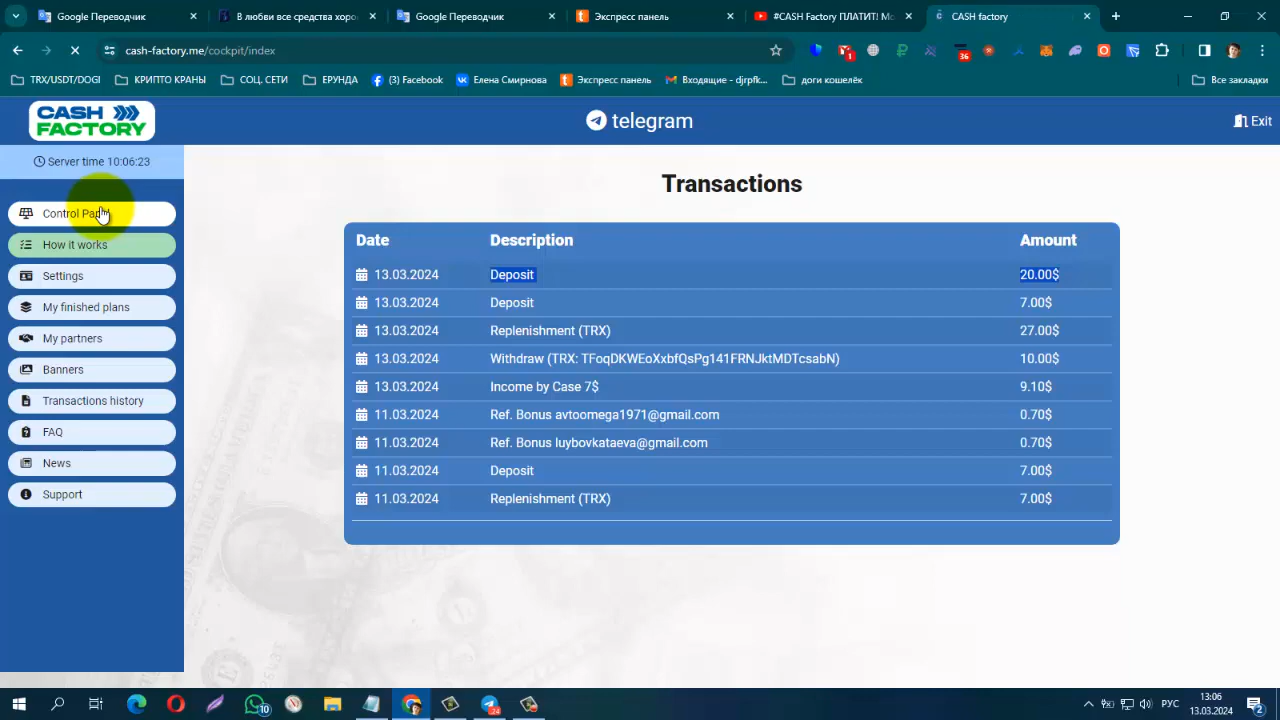 Google Переводчик
В любви все средства хоро
Google Переводчик
Экспресс панель
#CASH Factory ПЛАТИТ! Мо
CASH factory
cash-factory.me/cockpit/index
1
36
TRX/USDT/DOGI
КРИПТО КРАНЫ
СОЦ. СЕТИ
ЕРУНДА
(3) Facebook
Елена Смирнова
Экспресс панель
Входящие - djrpfk...
доги кошелёк
Все закладки
CASH
FACTORY
telegram
Exit
Server time 10:06:23
Control Panel
How it works
Settings
My finished plans
My partners
Banners
Transactions history
FAQ
News
Support
Transactions
Date Description Amount
13.03.2024 Deposit 20.00$
13.03.2024 Deposit 7.00$
13.03.2024 Replenishment (TRX) 27.00$
13.03.2024 Withdraw (TRX: TFoqDKWEoXxbfQsPg141FRNJktMDTcsabN) 10.00$
13.03.2024 Income by Case 7$ 9.10$
11.03.2024 Ref. Bonus avtoomega1971@gmail.com 0.70$
11.03.2024 Ref. Bonus luybovkataeva@gmail.com 0.70$
11.03.2024 Deposit 7.00$
11.03.2024 Replenishment (TRX) 7.00$
10
24
РУС
13:06
13.03.2024
2